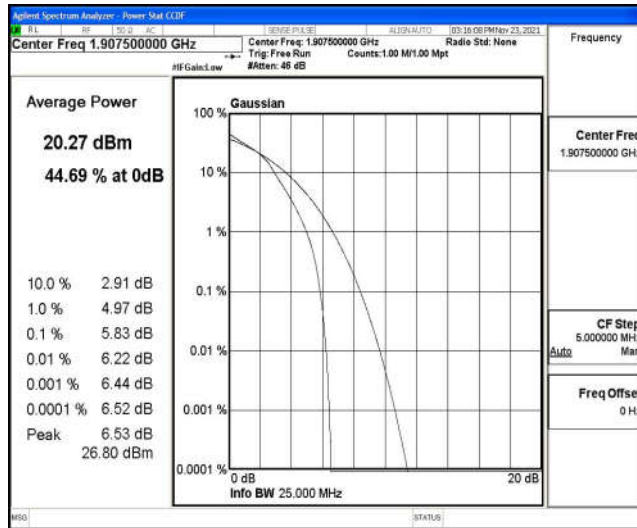 Agilent Spectrum Analyzer - Power Stat CCDF
RL RF 50 Ω AC SENSE:PULSE ALIGN AUTO 03:16:08 PM Nov 23, 2021
Center Freq 1.907500000 GHz
Center Freq: 1.907500000 GHz Radio Std: None
Trig: Free Run Counts:1.00 M/1.00 Mpt
#IFGain:Low #Atten: 46 dB
Frequency
Average Power
20.27 dBm
44.69 % at 0dB
10.0 % 2.91 dB
1.0 % 4.97 dB
0.1 % 5.83 dB
0.01 % 6.22 dB
0.001 % 6.44 dB
0.0001 % 6.52 dB
Peak 6.53 dB
26.80 dBm
Gaussian
100 %
10 %
1 %
0.1 %
0.01 %
0.001 %
0.0001 %
0 dB 20 dB
Info BW 25.000 MHz
Center Freq
1.907500000 GHz
CF Step
5.000000 MHz
Auto Man
Freq Offset
0 Hz
MSG STATUS